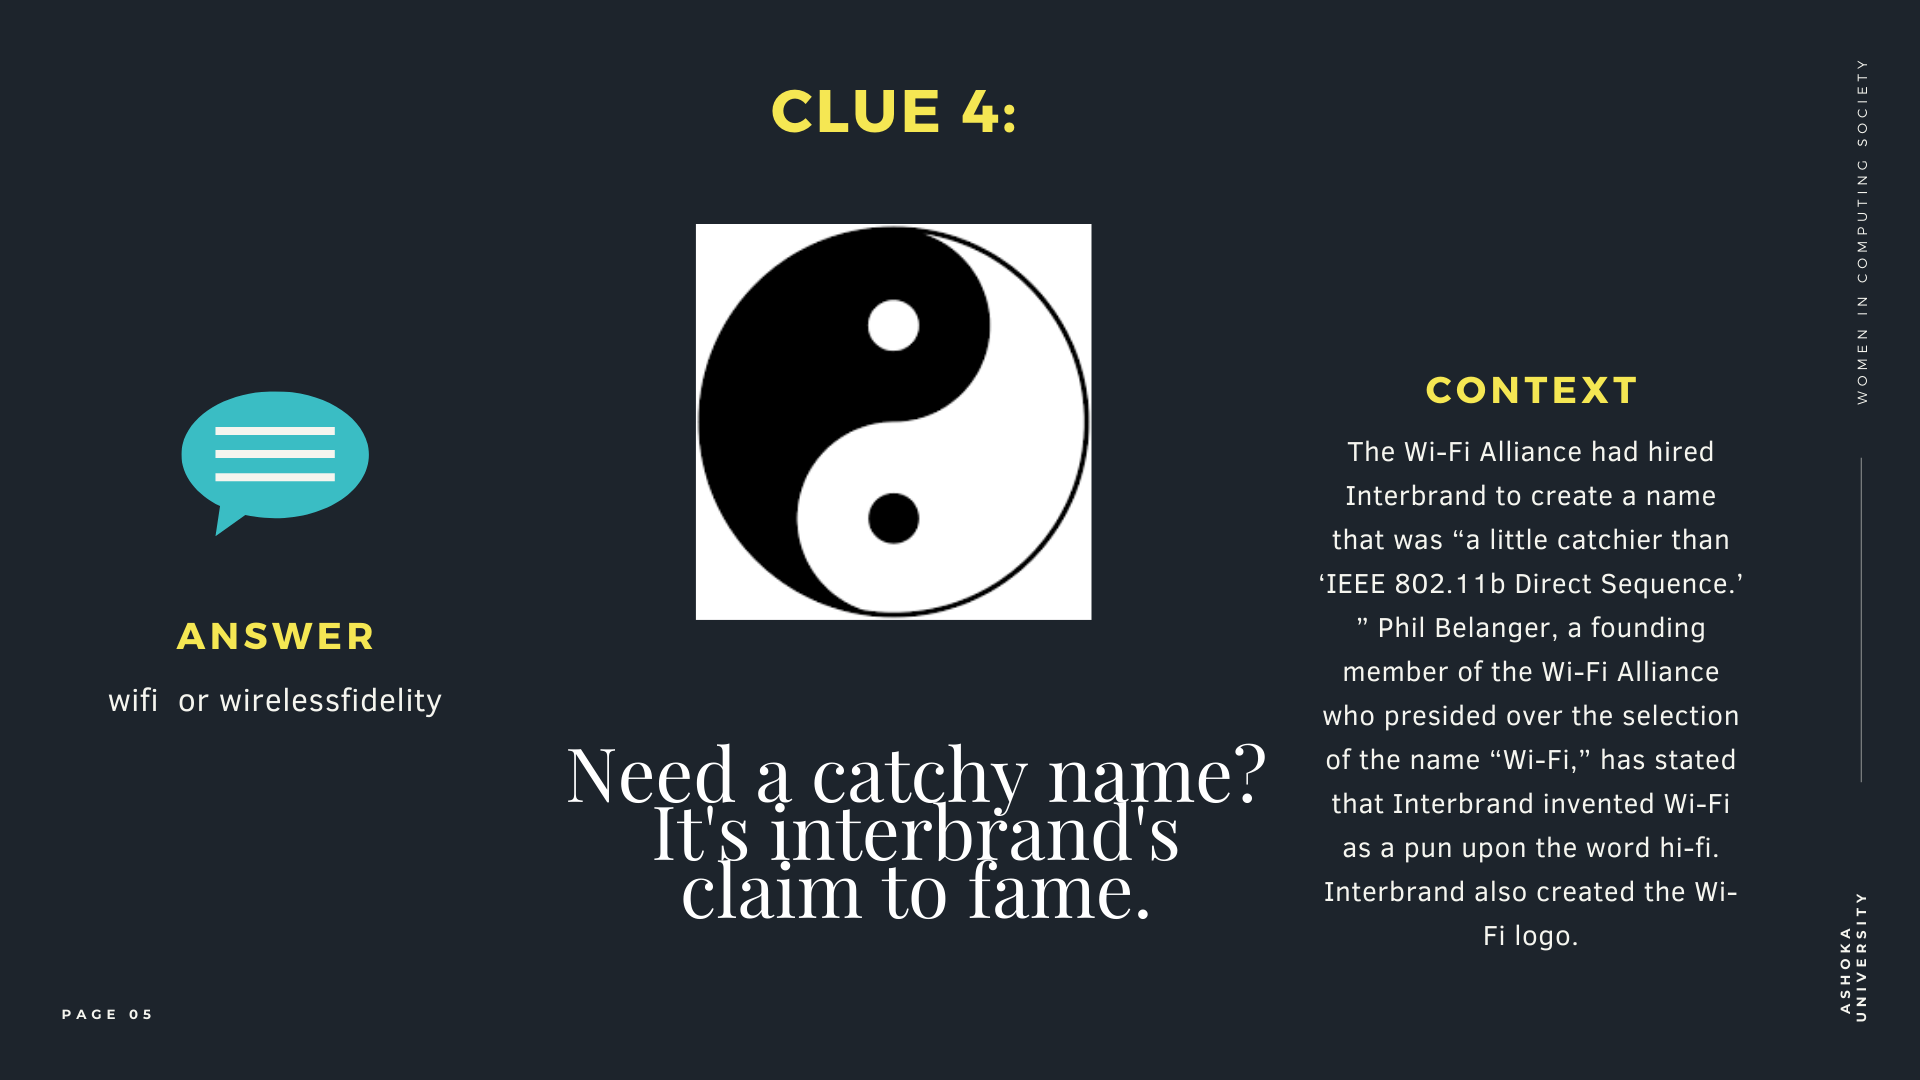 CLUE 4:
ANSWER
wifi  or wirelessfidelity
Need a catchy name?
It's interbrand's
claim to fame.
CONTEXT
The Wi-Fi Alliance had hired
Interbrand to create a name
that was “a little catchier than
‘IEEE 802.11b Direct Sequence.’
” Phil Belanger, a founding
member of the Wi-Fi Alliance
who presided over the selection
of the name “Wi-Fi,” has stated
that Interbrand invented Wi-Fi
as a pun upon the word hi-fi.
Interbrand also created the Wi-
Fi logo.
WOMEN IN COMPUTING SOCIETY
ASHOKA
UNIVERSITY
PAGE 05